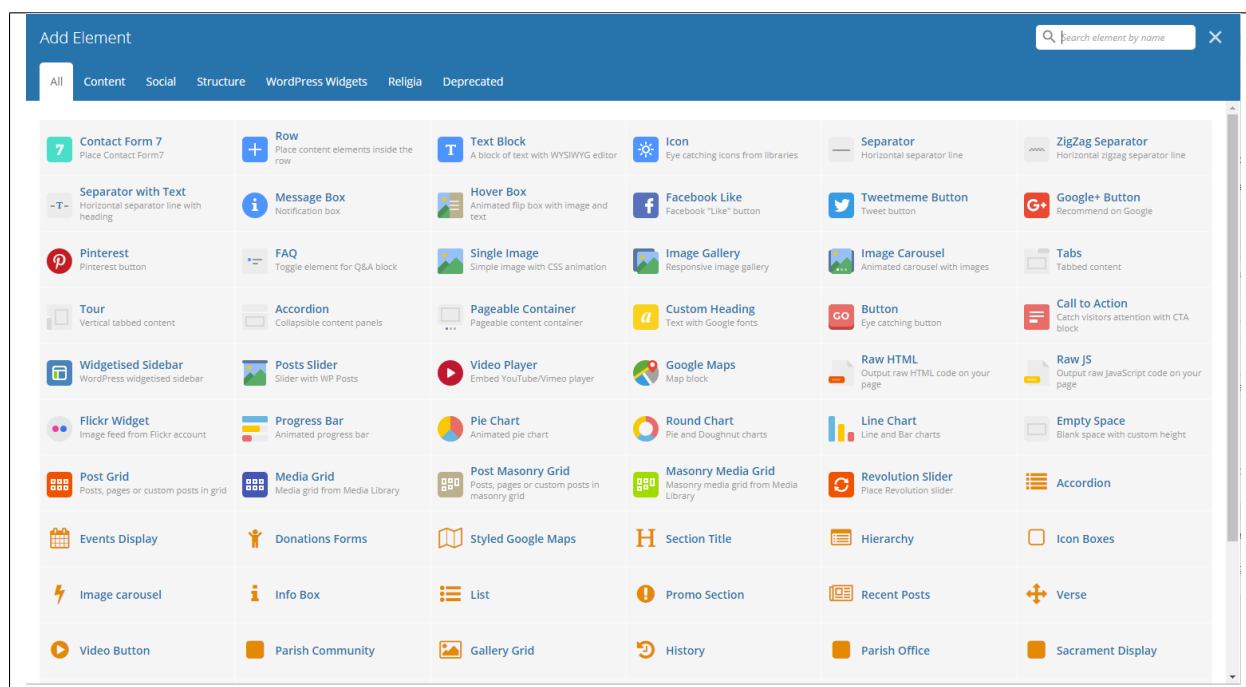 Add Element
Search element by name
All Content Social Structure WordPress Widgets Religia Deprecated
7 Contact Form 7
Place Contact Form7
Row
Place content elements inside the
row
T Text Block
A block of text with WYSIWYG editor
Icon
Eye catching icons from libraries
Separator
Horizontal separator line
ZigZag Separator
Horizontal zigzag separator line
-T- Separator with Text
Horizontal separator line with
heading
i Message Box
Notification box
Hover Box
Animated flip box with image and
text
f Facebook Like
Facebook "Like" button
Tweetmeme Button
Tweet button
G+ Google+ Button
Recommend on Google
Pinterest
Pinterest button
FAQ
Toggle element for Q&A block
Single Image
Simple image with CSS animation
Image Gallery
Responsive image gallery
Image Carousel
Animated carousel with images
Tabs
Tabbed content
Tour
Vertical tabbed content
Accordion
Collapsible content panels
Pageable Container
Pageable content container
a Custom Heading
Text with Google fonts
GO Button
Eye catching button
Call to Action
Catch visitors attention with CTA
block
Widgetised Sidebar
WordPress widgetised sidebar
Posts Slider
Slider with WP Posts
Video Player
Embed YouTube/Vimeo player
Google Maps
Map block
Raw HTML
Output raw HTML code on your
page
Raw JS
Output raw JavaScript code on your
page
Flickr Widget
Image feed from Flickr account
Progress Bar
Animated progress bar
Pie Chart
Animated pie chart
Round Chart
Pie and Doughnut charts
Line Chart
Line and Bar charts
Empty Space
Blank space with custom height
Post Grid
Posts, pages or custom posts in grid
Media Grid
Media grid from Media Library
Post Masonry Grid
Posts, pages or custom posts in
masonry grid
Masonry Media Grid
Masonry media grid from Media
Library
Revolution Slider
Place Revolution slider
Accordion
Events Display
Donations Forms
Styled Google Maps
H Section Title
Hierarchy
Icon Boxes
Image carousel
i Info Box
List
Promo Section
Recent Posts
Verse
Video Button
Parish Community
Gallery Grid
History
Parish Office
Sacrament Display